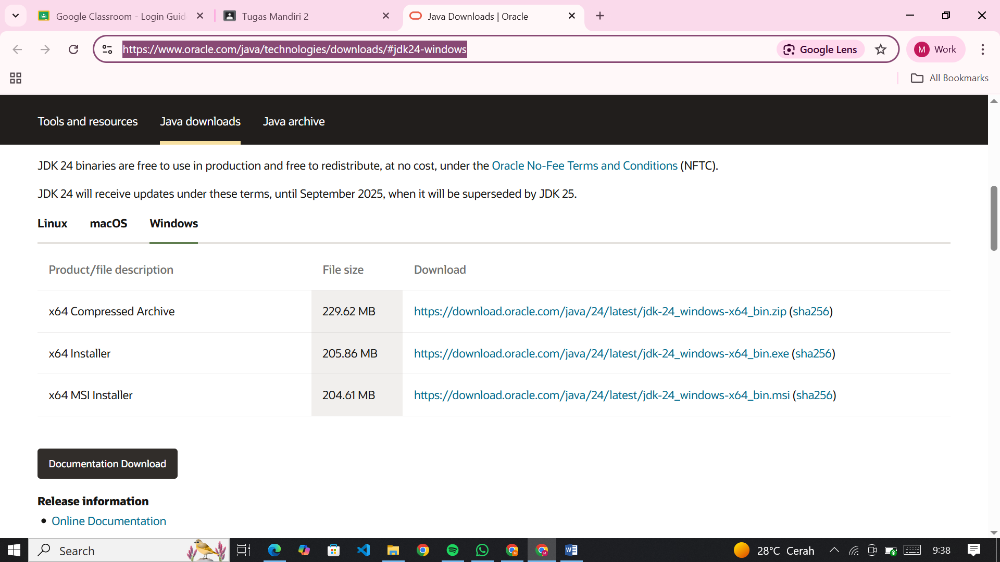 Google Classroom - Login Guid
Tugas Mandiri 2
Java Downloads | Oracle
https://www.oracle.com/java/technologies/downloads/#jdk24-windows
Google Lens
M
Work
All Bookmarks
Tools and resources
Java downloads
Java archive
JDK 24 binaries are free to use in production and free to redistribute, at no cost, under the Oracle No-Fee Terms and Conditions (NFTC).
JDK 24 will receive updates under these terms, until September 2025, when it will be superseded by JDK 25.
Linux
macOS
Windows
Product/file description
File size
Download
x64 Compressed Archive
229.62 MB
https://download.oracle.com/java/24/latest/jdk-24_windows-x64_bin.zip (sha256)
x64 Installer
205.86 MB
https://download.oracle.com/java/24/latest/jdk-24_windows-x64_bin.exe (sha256)
x64 MSI Installer
204.61 MB
https://download.oracle.com/java/24/latest/jdk-24_windows-x64_bin.msi (sha256)
Documentation Download
Release information
Online Documentation
Search
28°C Cerah
9:38